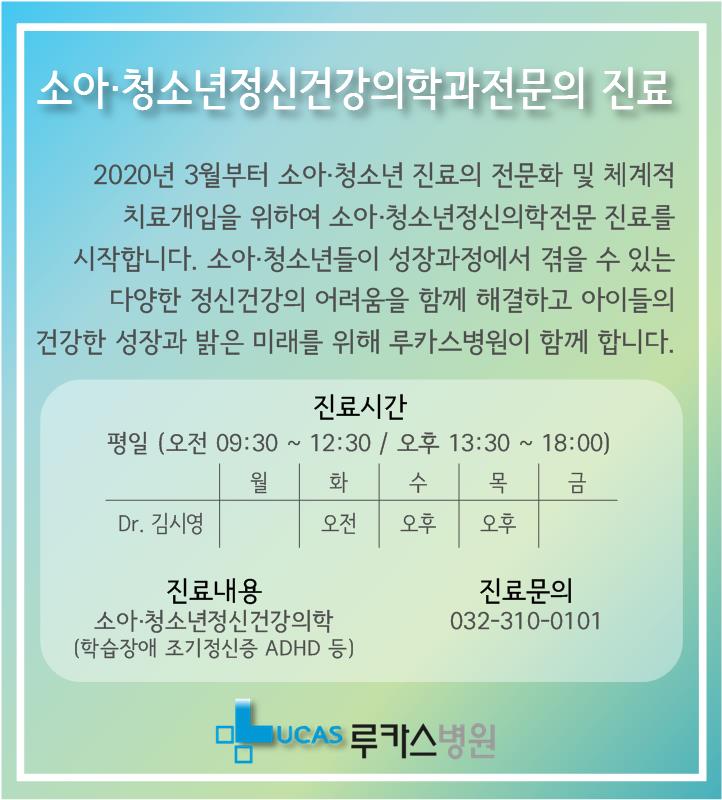 소아·청소년정신건강의학과전문의 진료
2020년 3월부터 소아·청소년 진료의 전문화 및 체계적
치료개입을 위하여 소아·청소년정신의학전문 진료를
시작합니다. 소아·청소년들이 성장과정에서 겪을 수 있는
다양한 정신건강의 어려움을 함께 해결하고 아이들의
건강한 성장과 밝은 미래를 위해 루카스병원이 함께 합니다.
진료시간
평일 (오전 09:30 ~ 12:30 / 오후 13:30 ~ 18:00)
월 화 수 목 금
Dr. 김시영 오전 오후 오후
진료내용
소아·청소년정신건강의학
(학습장애 조기정신증 ADHD 등)
진료문의
032-310-0101
LUCAS 루카스병원